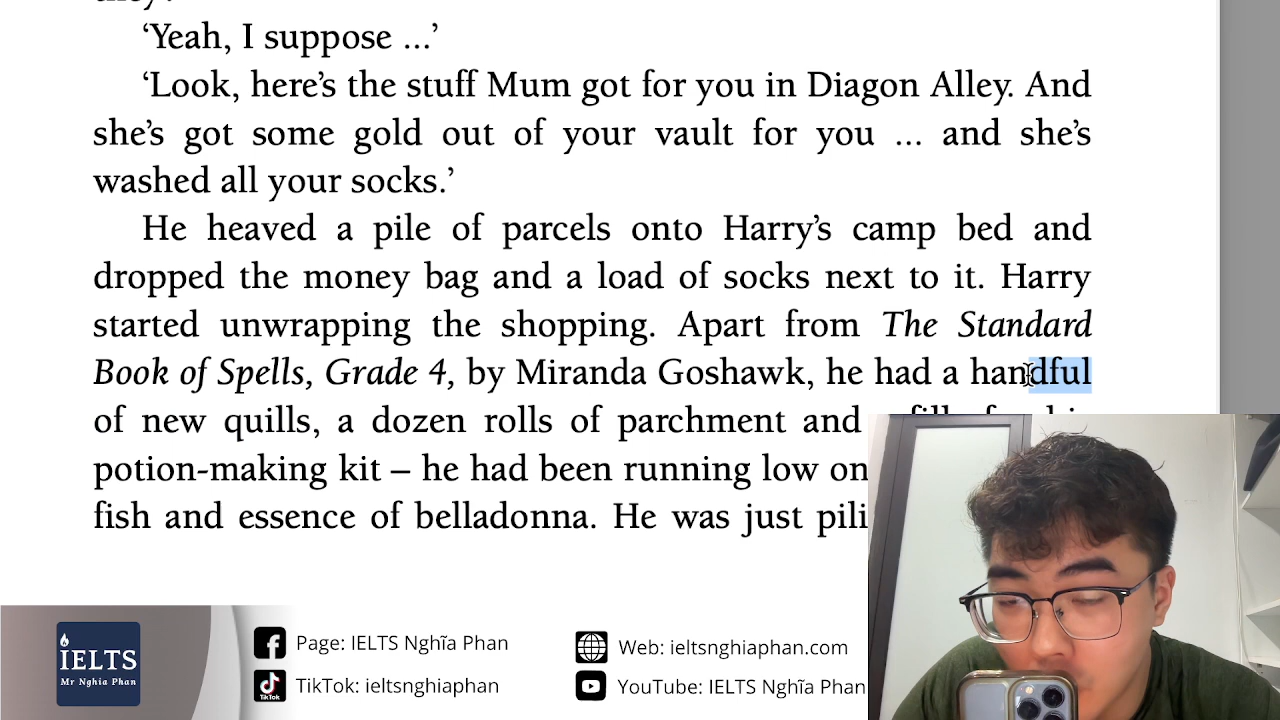 they?
‘Yeah, I suppose ...’
‘Look, here’s the stuff Mum got for you in Diagon Alley. And
she’s got some gold out of your vault for you ... and she’s
washed all your socks.’
He heaved a pile of parcels onto Harry’s camp bed and
dropped the money bag and a load of socks next to it. Harry
started unwrapping the shopping. Apart from The Standard
Book of Spells, Grade 4, by Miranda Goshawk, he had a handful
of new quills, a dozen rolls of parchment and
potion-making kit – he had been running low on
fish and essence of belladonna. He was just
IELTS
Mr Nghia Phan
Page: IELTS Nghĩa Phan
TikTok: ieltsnghiaphan
TikTok
Web: ieltsnghiaphan.com
YouTube: IELTS Nghĩa Phan